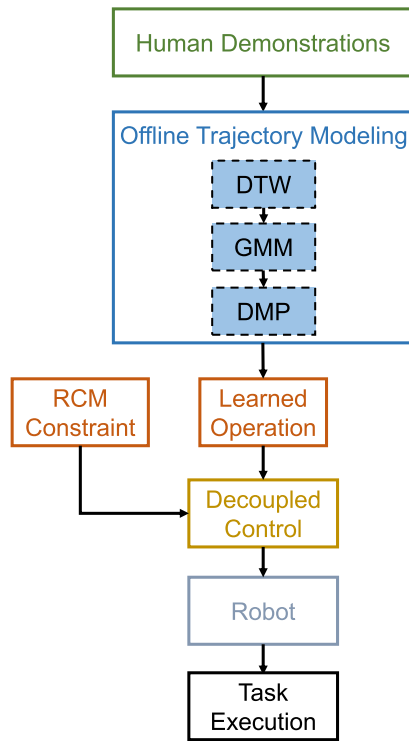 Human Demonstrations
Offline Trajectory Modeling
DTW
GMM
DMP
RCM
Constraint
Learned
Operation
Decoupled
Control
Robot
Task
Execution